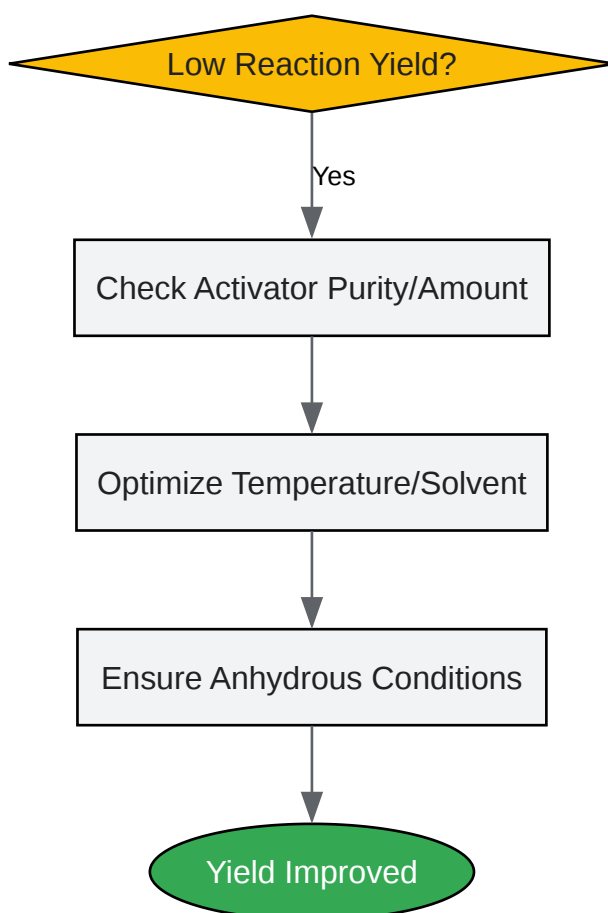 Low Reaction Yield?
Yes
Check Activator Purity/Amount
Optimize Temperature/Solvent
Ensure Anhydrous Conditions
Yield Improved